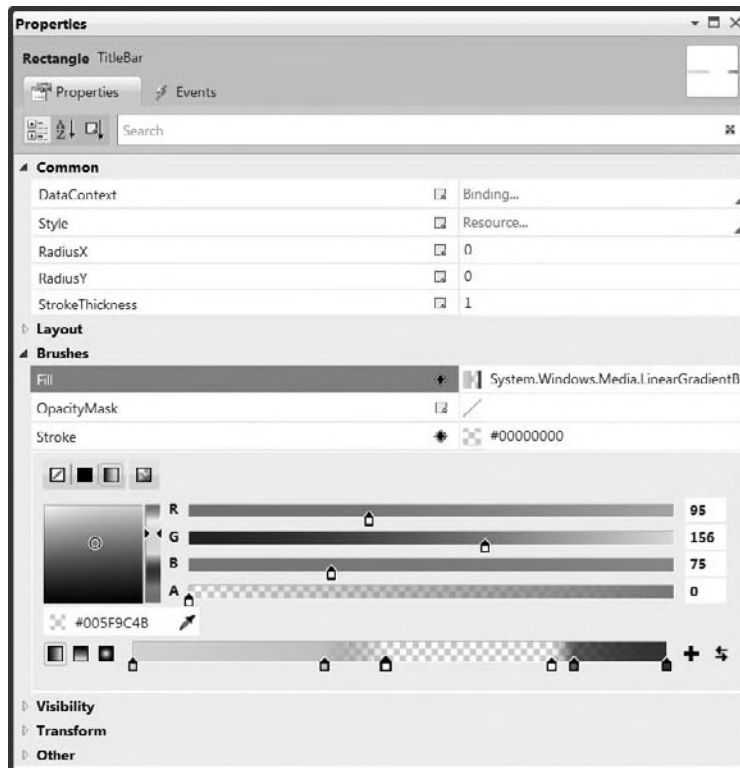 Properties
Rectangle TitleBar
Properties Events
Search
Common
DataContext Binding...
Style Resource...
RadiusX 0
RadiusY 0
StrokeThickness 1
Layout
Brushes
Fill System.Windows.Media.LinearGradientB
OpacityMask
Stroke #00000000
R 95
G 156
B 75
A 0
#005F9C4B
Visibility
Transform
Other